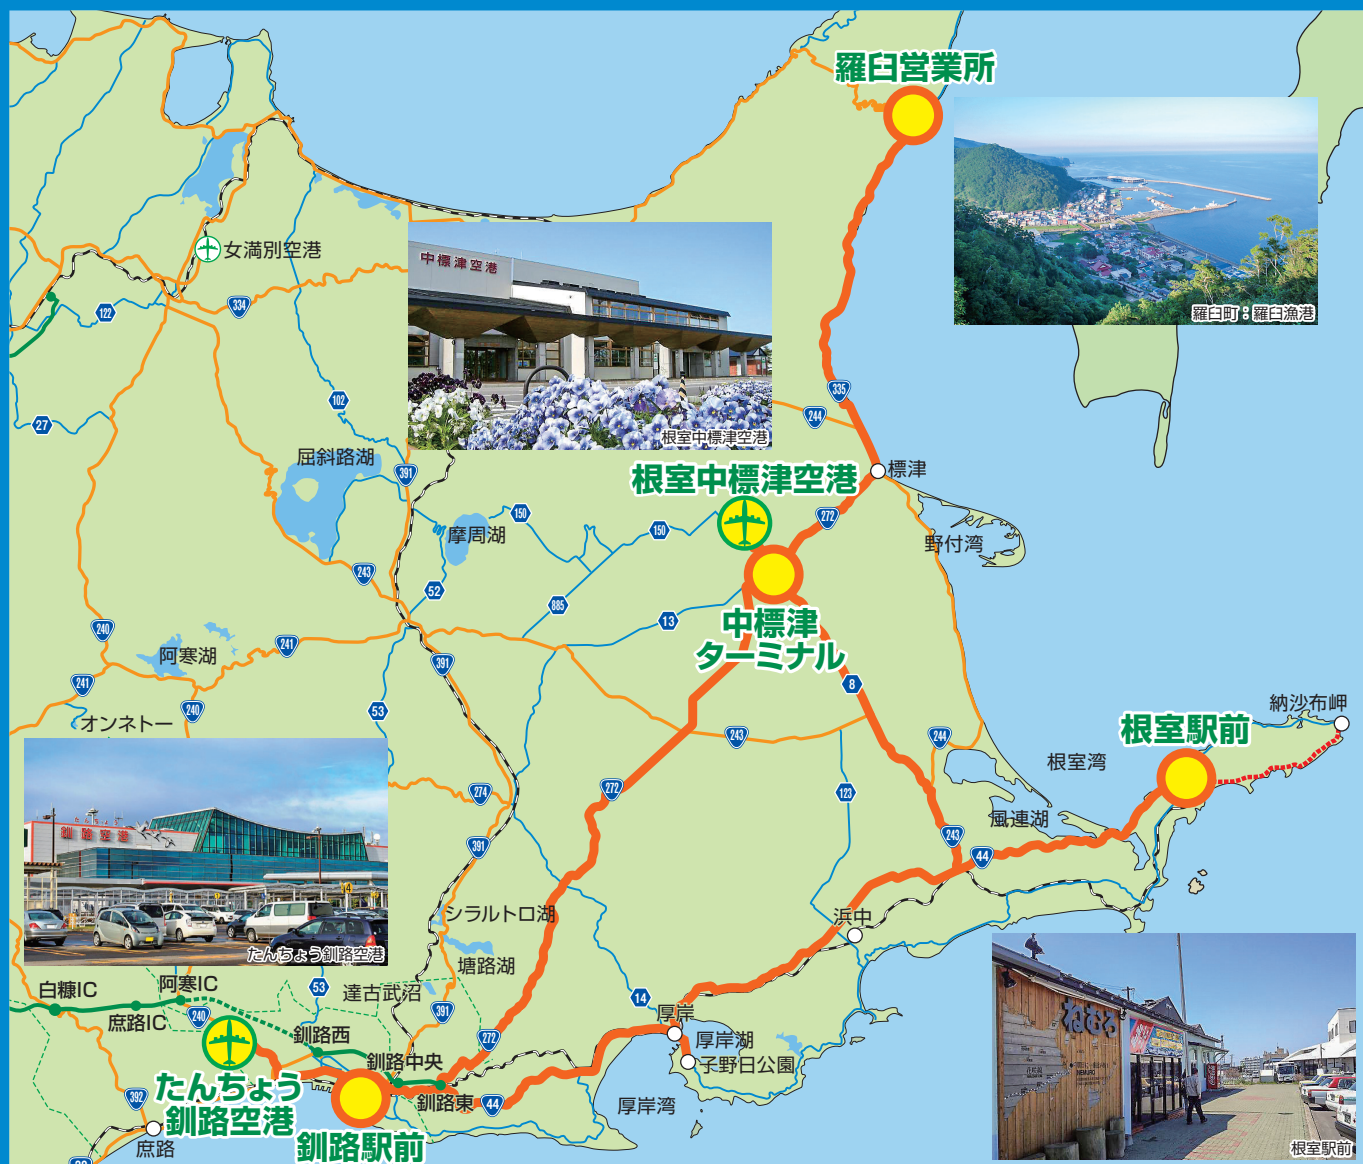 羅臼営業所
羅臼町：羅臼漁港
女満別空港
334
122
中標津空港
根室中標津空港
102
27
335
244
屈斜路湖
391
根室中標津空港
標津
272
150
150
摩周湖
野付湾
243
52
885
13
中標津
ターミナル
240
241
阿寒湖
391
241
240
オンネトー
53
8
納沙布岬
根室駅前
243
244
根室湾
272
274
123
風連湖
釧路空港
391
243
44
シラルトロ湖
浜中
たんちょう釧路空港
塘路湖
阿寒IC
白糠IC
53
達古武沼
14
庶路IC
240
391
厚岸
釧路西
272
厚岸湖
釧路中央
子野日公園
たんちょう
釧路空港
392
釧路東
44
厚岸湾
釧路駅前
庶路
ねむろ
NEMURO
根室駅前